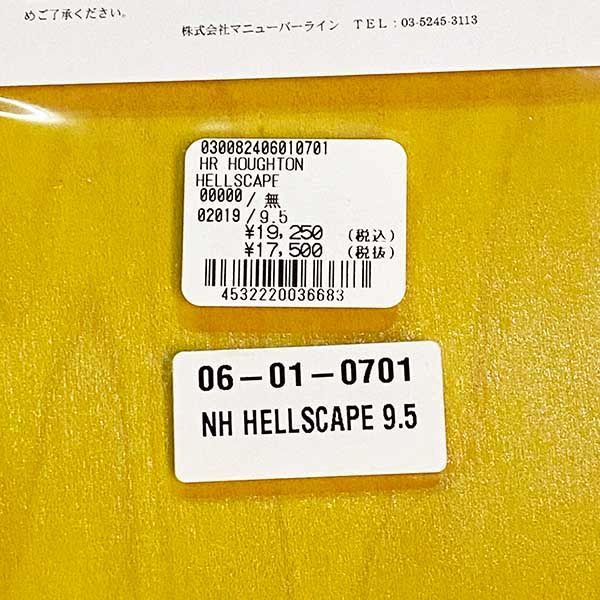 めご了承ください。
株式会社マニューバーライン TEL:03-5245-3113
030082406010701
HR HOUGHTON
HELLSCAPE
00000/無
02019/9.5
¥19,250 (税込)
¥17,500 (税抜)
4532220036683
06-01-0701
NH HELLSCAPE 9.5